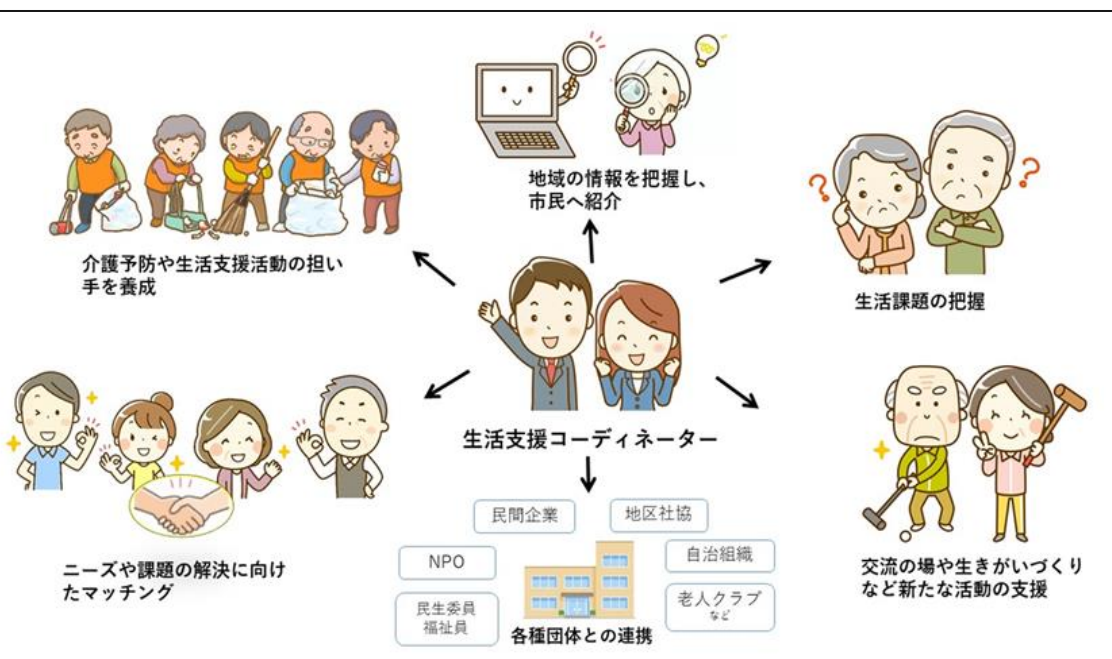 地域の情報を把握し、
市民へ紹介
介護予防や生活支援活動の担い
手を養成
生活課題の把握
生活支援コーディネーター
ニーズや課題の解決に向け
たマッチング
民間企業
地区社協
NPO
自治組織
民生委員
福祉員
老人クラブ
など
各種団体との連携
交流の場や生きがいづくり
など新たな活動の支援